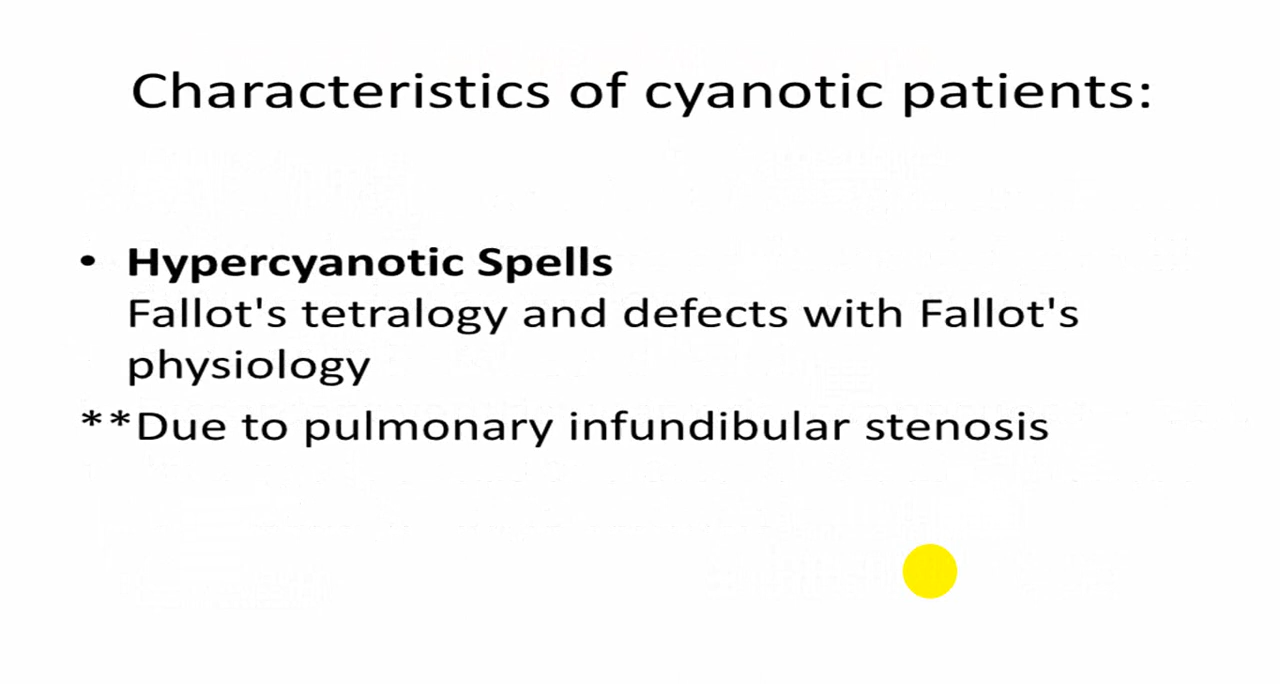 Characteristics of cyanotic patients:
• Hypercyanotic Spells
Fallot's tetralogy and defects with Fallot's
physiology
**Due to pulmonary infundibular stenosis